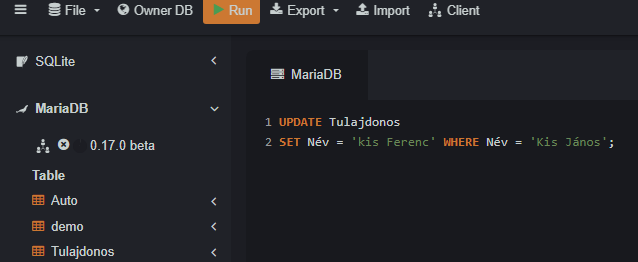 File Owner DB Run Export Import Client
SQLite
MariaDB
MariaDB
0.17.0 beta
Table
Auto
demo
Tulajdonos
1 UPDATE Tulajdonos
2 SET Név = 'kis Ferenc' WHERE Név = 'Kis János';